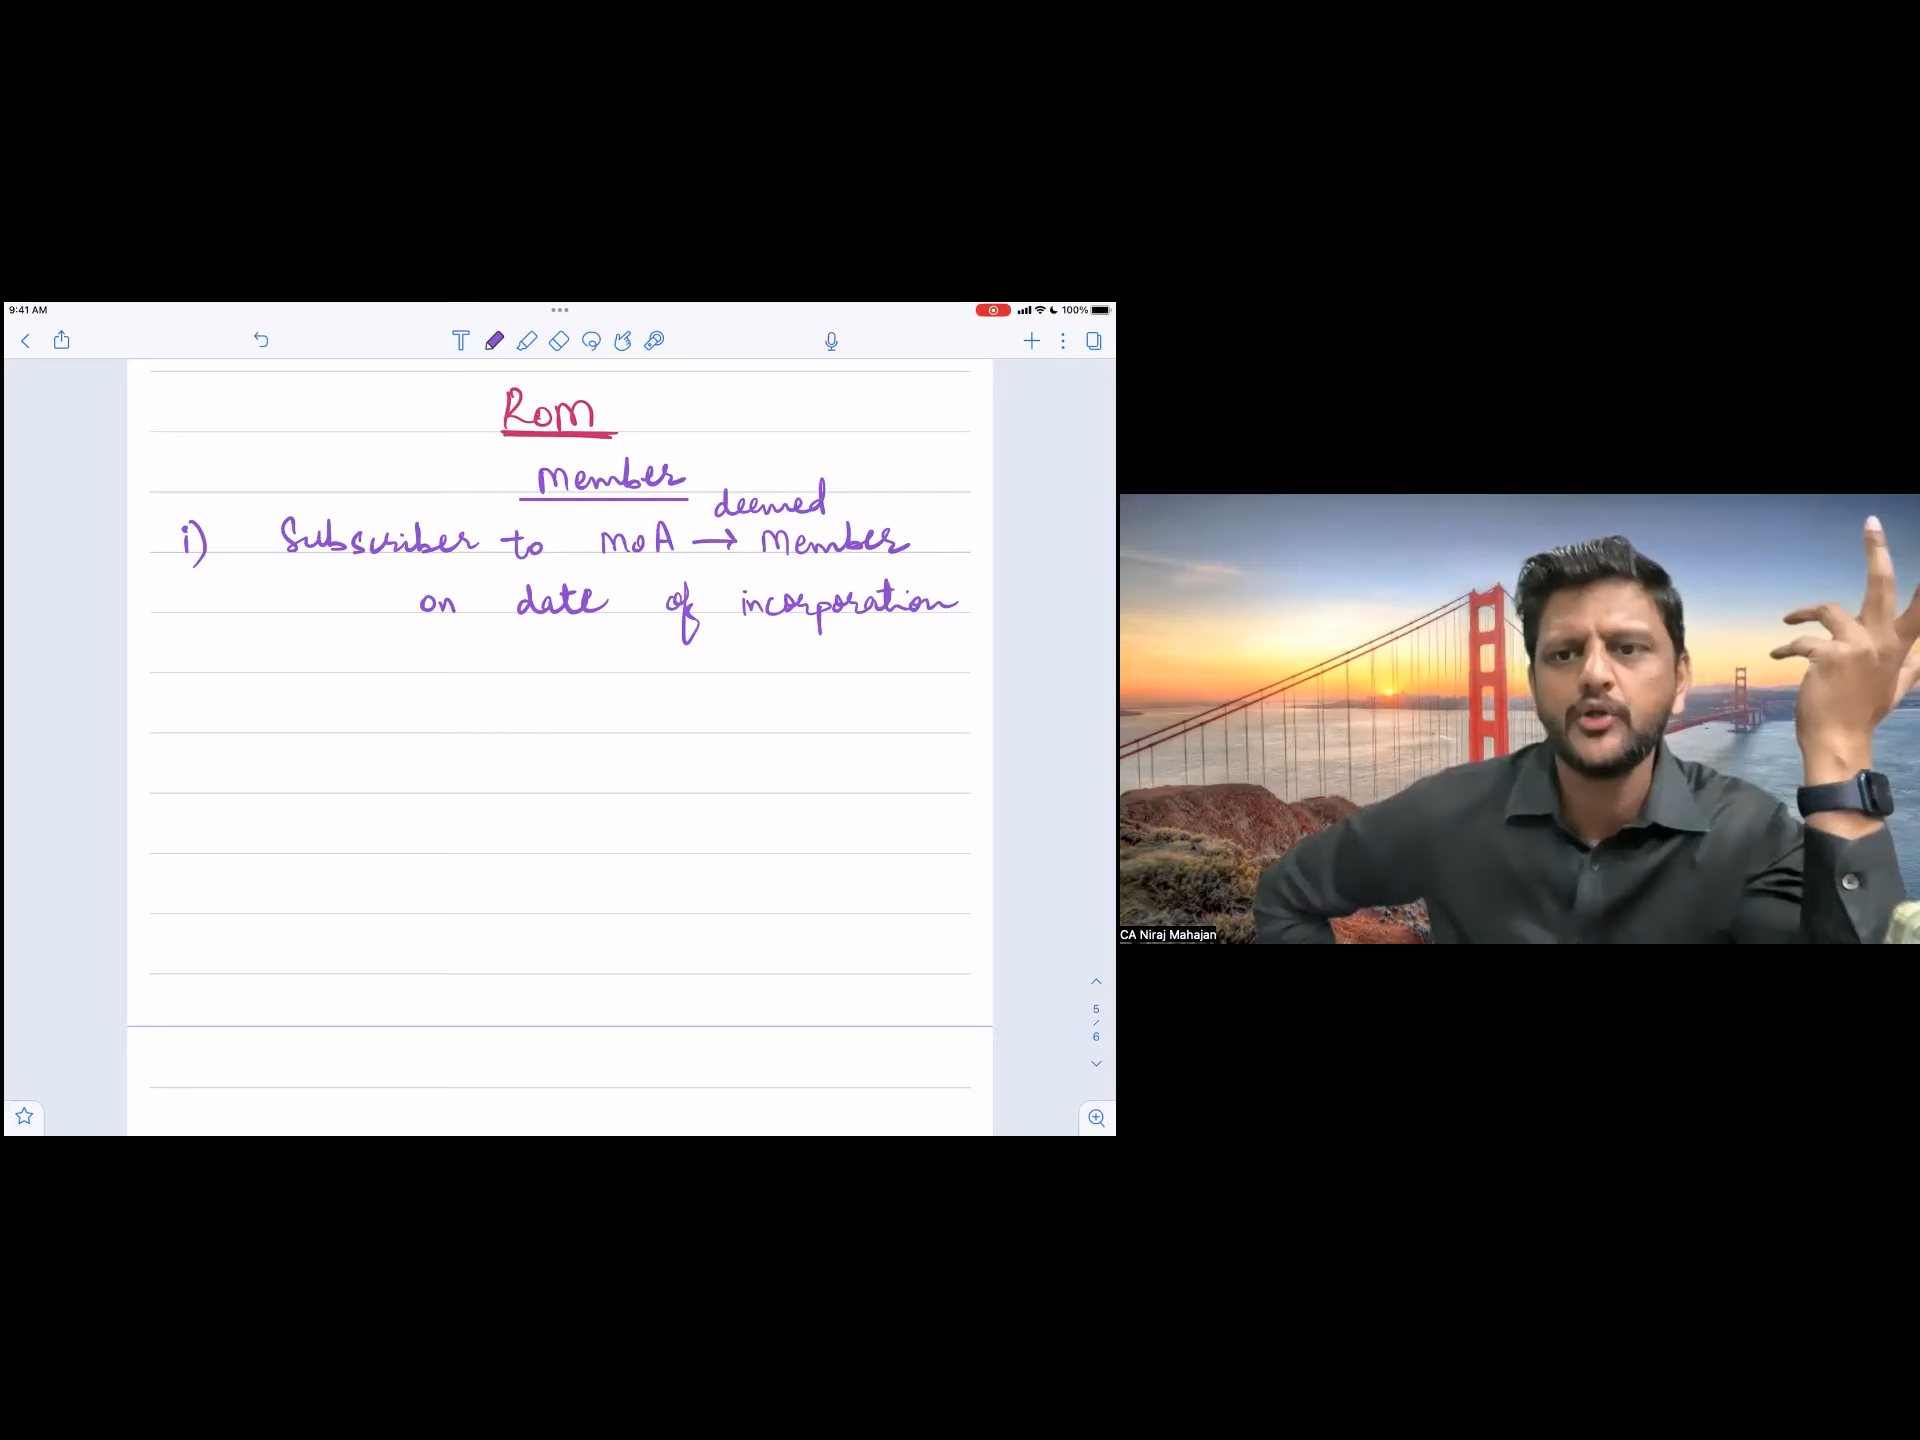 9:41 AM
100%
RoM
Member
deemed
i) Subscriber to MoA → Member
on date of incorporation
CA Niraj Mahajan
5
/
6